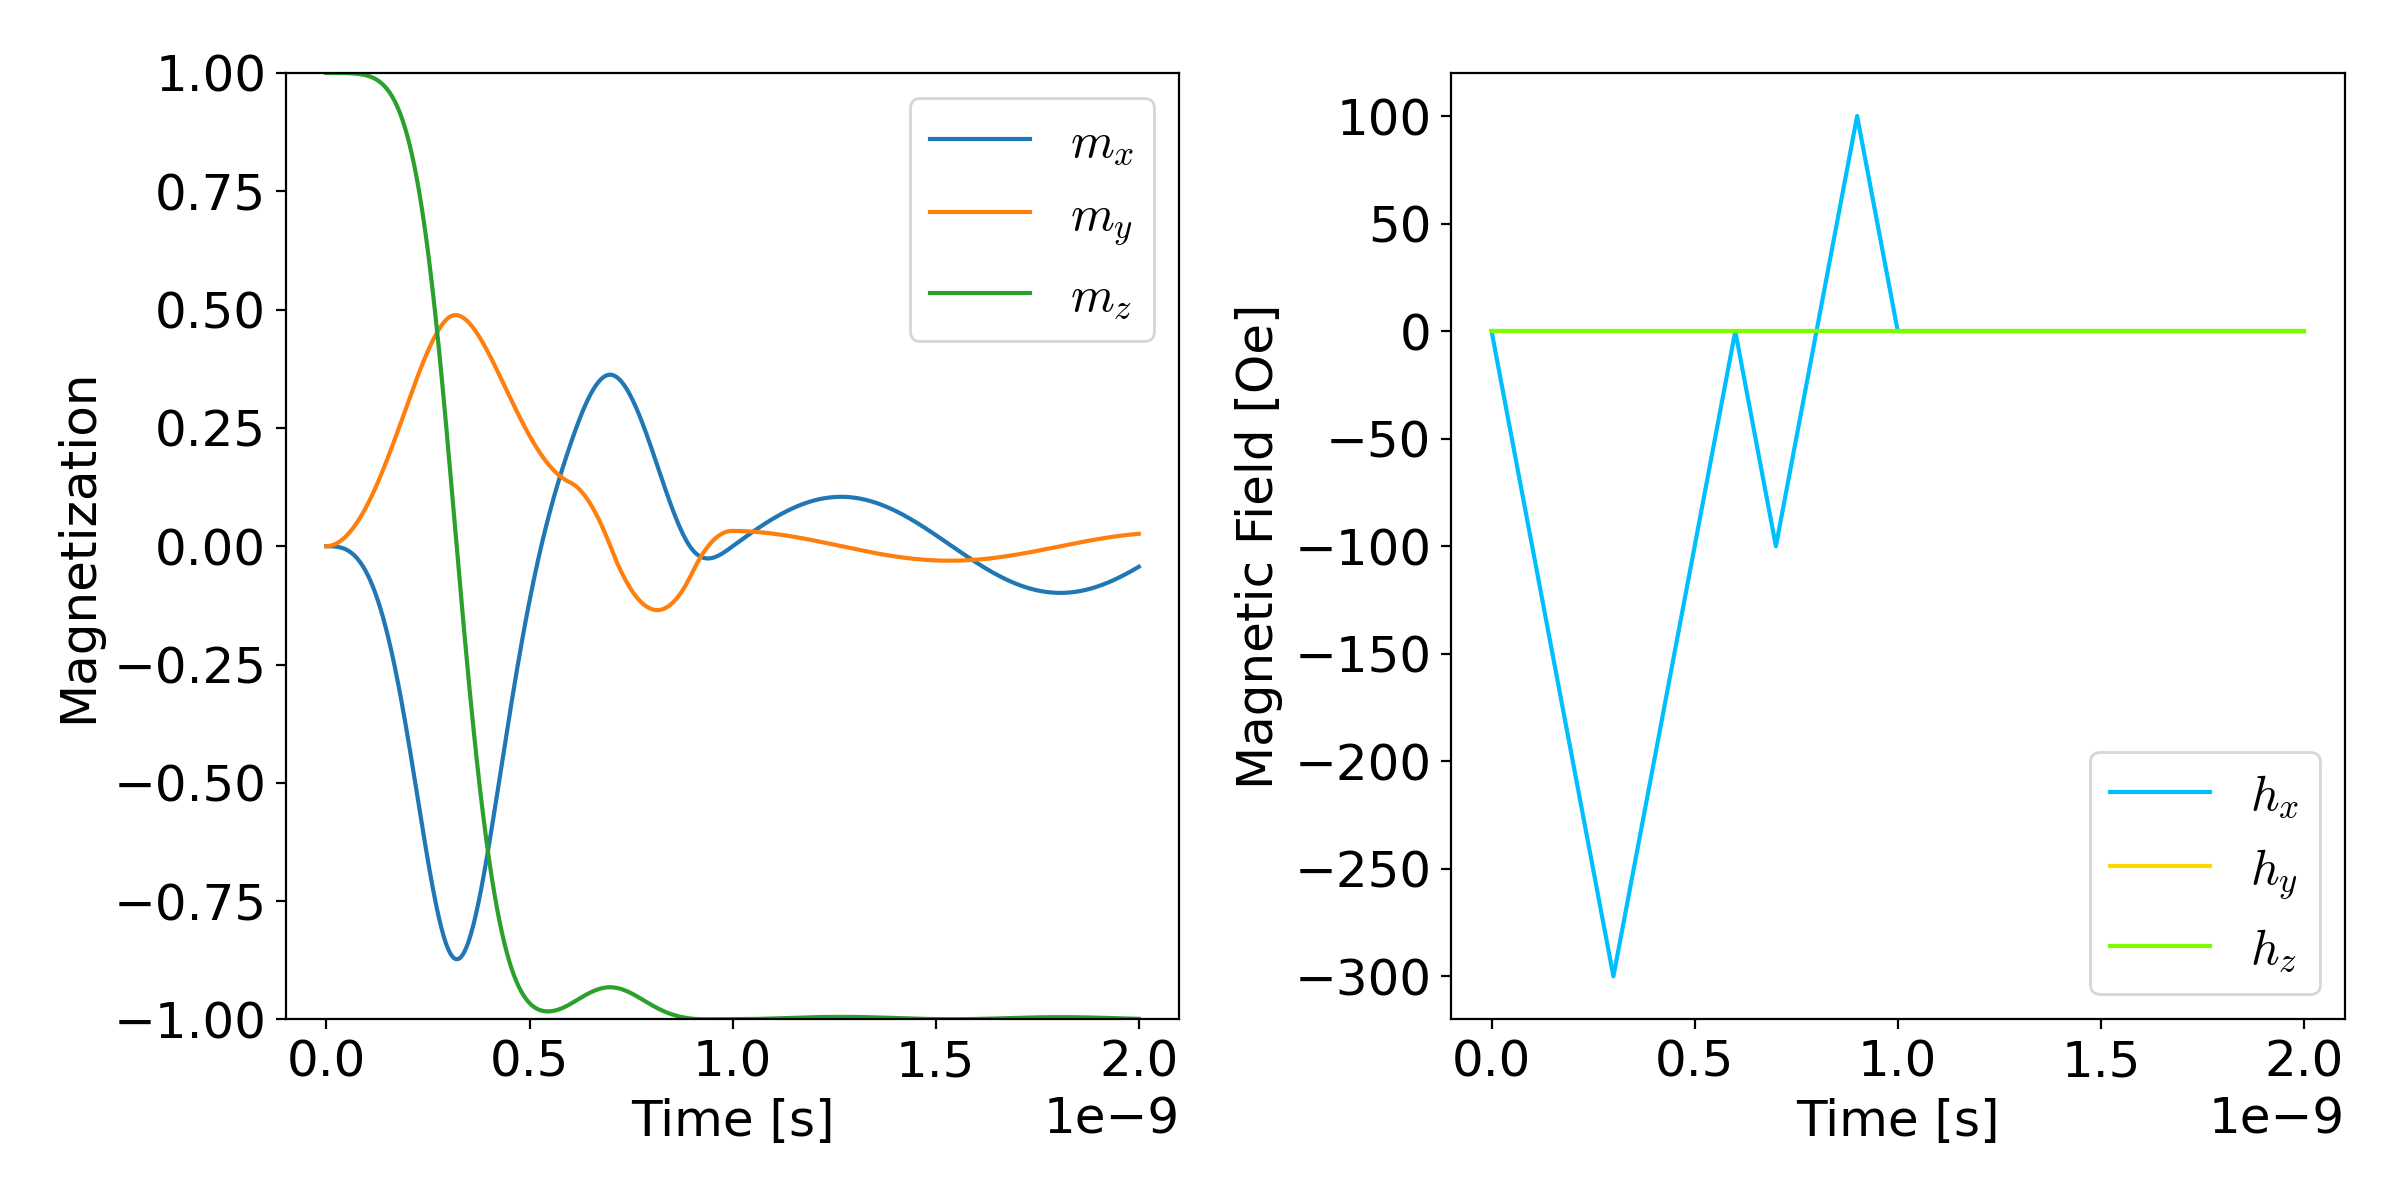 Magnetization
1.00
0.75
0.50
0.25
0.00
−0.25
−0.50
−0.75
−1.00
0.0 0.5 1.0 1.5 2.0
Time [s]
1e−9
m_x
m_y
m_z
Magnetic Field [Oe]
100
50
0
−50
−100
−150
−200
−250
−300
0.0 0.5 1.0 1.5 2.0
Time [s]
1e−9
h_x
h_y
h_z